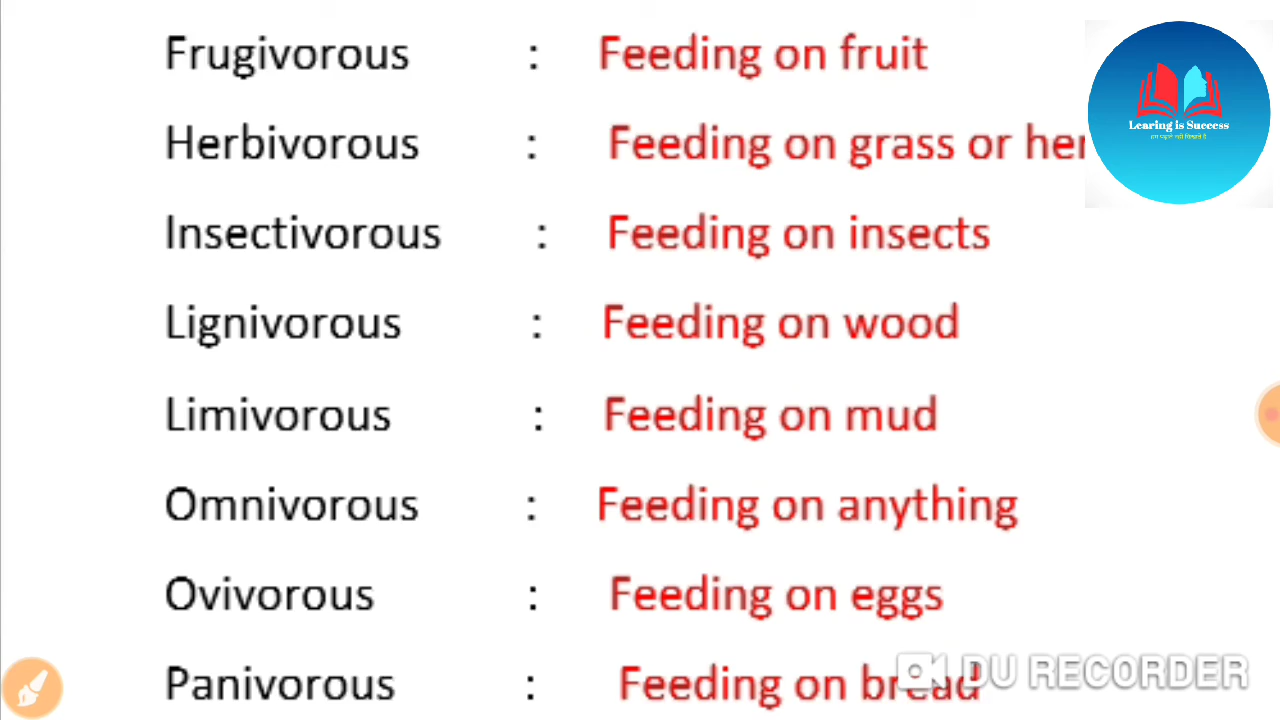 Frugivorous : Feeding on fruit
Herbivorous : Feeding on grass or
Insectivorous : Feeding on insects
Lignivorous : Feeding on wood
Limivorous : Feeding on mud
Omnivorous : Feeding on anything
Ovivorous : Feeding on eggs
Panivorous : Feeding on bread
Learing is Success
DU RECORDER